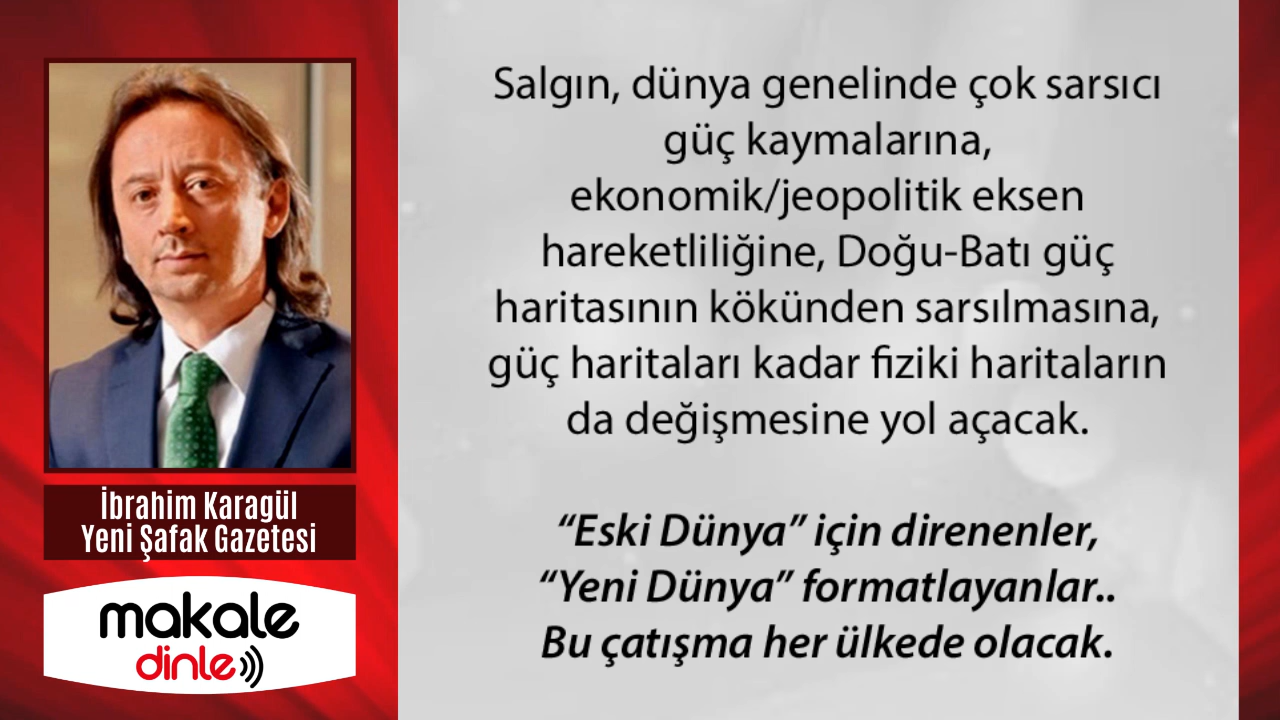 İbrahim Karagül
Yeni Şafak Gazetesi
makale
dinle
Salgın, dünya genelinde çok sarsıcı
güç kaymalarına,
ekonomik/jeopolitik eksen
hareketliliğine, Doğu-Batı güç
haritasının kökünden sarsılmasına,
güç haritaları kadar fiziki haritaların
da değişmesine yol açacak.
“Eski Dünya” için direnenler,
“Yeni Dünya” formatlayanlar..
Bu çatışma her ülkede olacak.